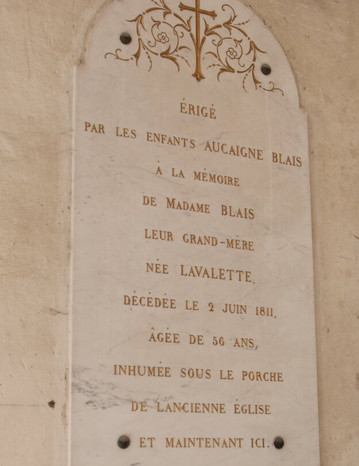 ÉRIGÉ
PAR LES ENFANTS AUCAIGNE BLAIS
À LA MÉMOIRE
DE MADAME BLAIS
LEUR GRAND-MÈRE
NÉE LAVALETTE,
DÉCÉDÉE LE 2 JUIN 1811,
ÂGÉE DE 56 ANS,
INHUMÉE SOUS LE PORCHE
DE LANCIENNE ÉGLISE
ET MAINTENANT ICI.